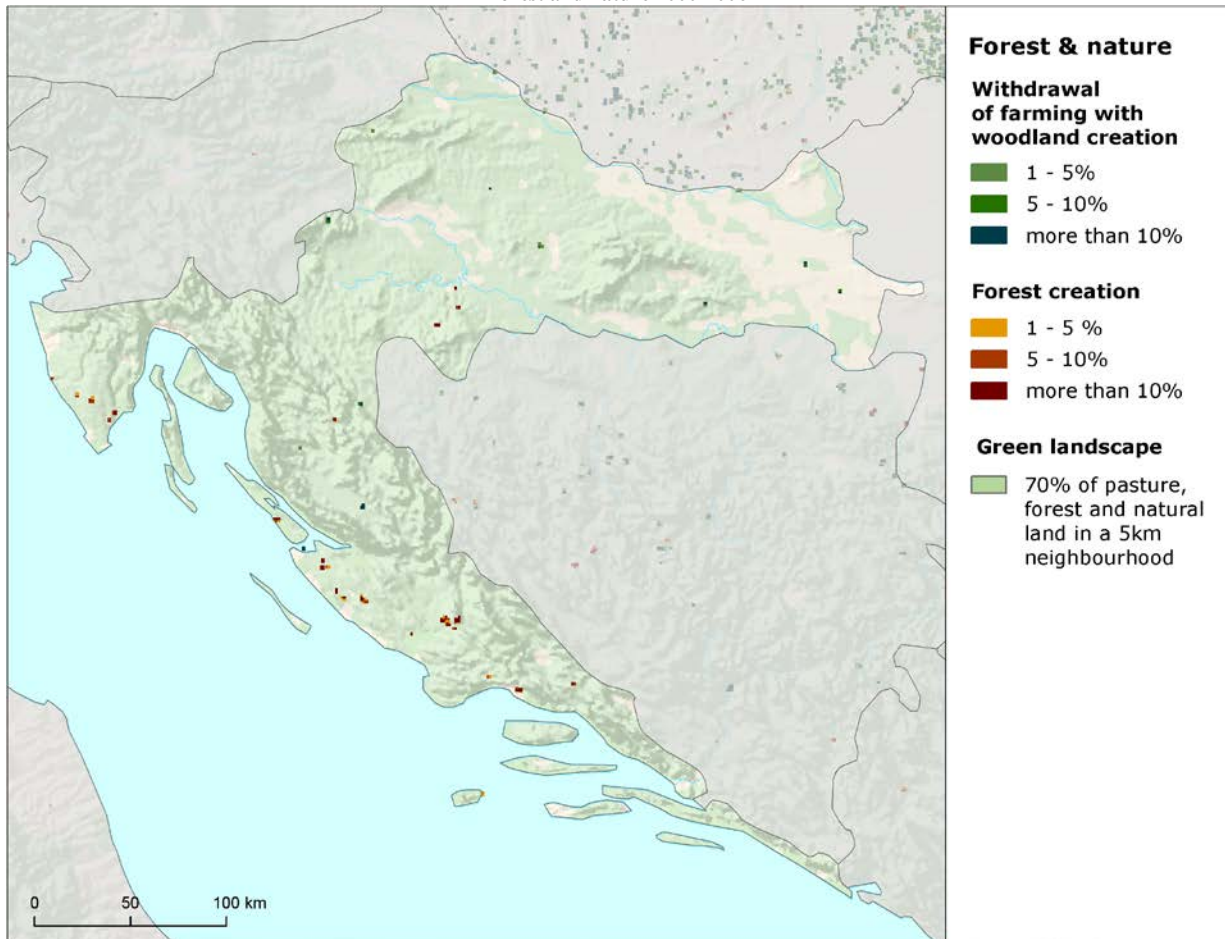 Forest & nature
Withdrawal
of farming with
woodland creation
1 - 5%
5 - 10%
more than 10%
Forest creation
1 - 5 %
5 - 10%
more than 10%
Green landscape
70% of pasture,
forest and natural
land in a 5km
neighbourhood
0 50 100 km